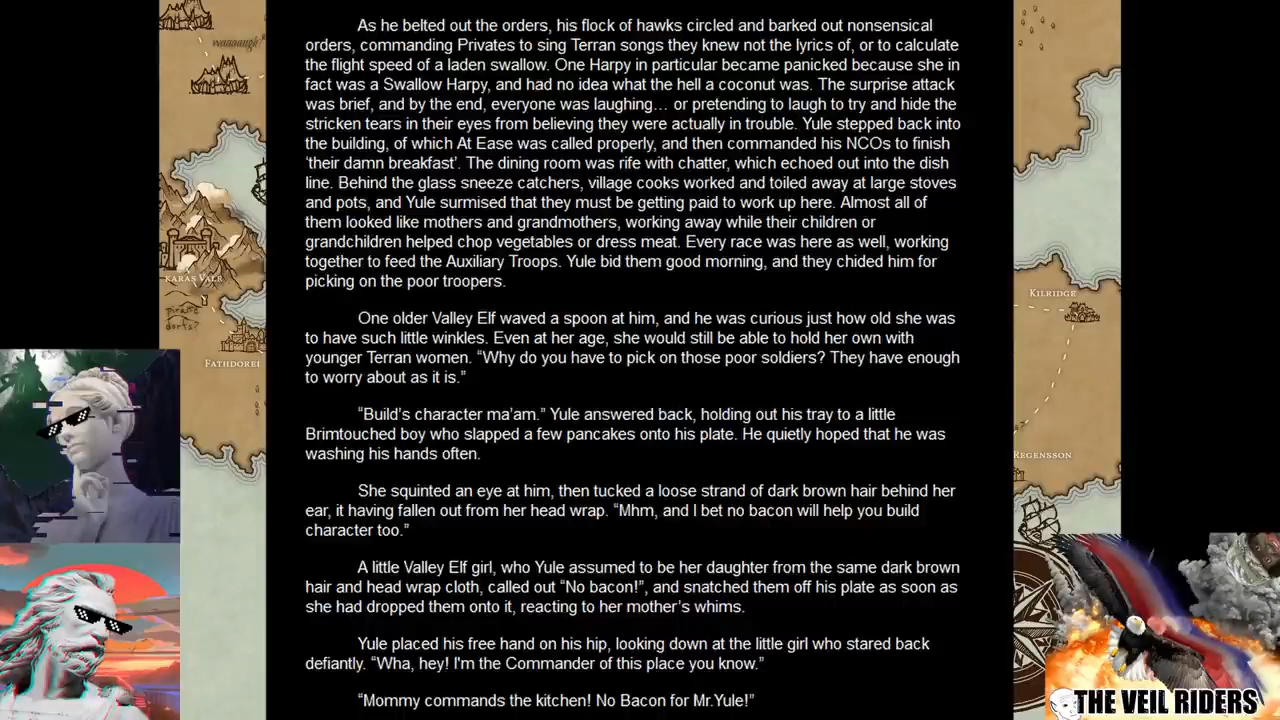 As he belted out the orders, his flock of hawks circled and barked out nonsensical
orders, commanding Privates to sing Terran songs they knew not the lyrics of, or to calculate
the flight speed of a laden swallow. One Harpy in particular became panicked because she in
fact was a Swallow Harpy, and had no idea what the hell a coconut was. The surprise attack
was brief, and by the end, everyone was laughing… or pretending to laugh to try and hide the
stricken tears in their eyes from believing they were actually in trouble. Yule stepped back into
the building, of which At Ease was called properly, and then commanded his NCOs to finish
‘their damn breakfast’. The dining room was rife with chatter, which echoed out into the dish
line. Behind the glass sneeze catchers, village cooks worked and toiled away at large stoves
and pots, and Yule surmised that they must be getting paid to work up here. Almost all of
them looked like mothers and grandmothers, working away while their children or
grandchildren helped chop vegetables or dress meat. Every race was here as well, working
together to feed the Auxiliary Troops. Yule bid them good morning, and they chided him for
picking on the poor troopers.
One older Valley Elf waved a spoon at him, and he was curious just how old she was
to have such little winkles. Even at her age, she would still be able to hold her own with
younger Terran women. “Why do you have to pick on those poor soldiers? They have enough
to worry about as it is.”
“Build’s character ma’am.” Yule answered back, holding out his tray to a little
Brimtouched boy who slapped a few pancakes onto his plate. He quietly hoped that he was
washing his hands often.
She squinted an eye at him, then tucked a loose strand of dark brown hair behind her
ear, it having fallen out from her head wrap. “Mhm, and I bet no bacon will help you build
character too.”
A little Valley Elf girl, who Yule assumed to be her daughter from the same dark brown
hair and head wrap cloth, called out “No bacon!”, and snatched them off his plate as soon as
she had dropped them onto it, reacting to her mother’s whims.
Yule placed his free hand on his hip, looking down at the little girl who stared back
defiantly. “Wha, hey! I'm the Commander of this place you know.”
“Mommy commands the kitchen! No Bacon for Mr.Yule!”
waaaaugh?
KARAS VALR
pirate
dorfs?
FATHDOREI
KILRIDGE
REGENSSON
THE VEIL RIDERS